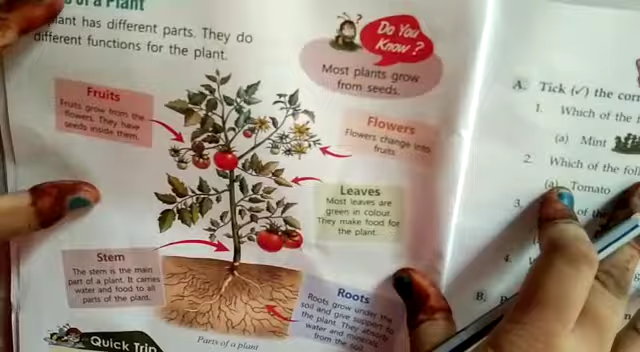 of a Plant
plant has different parts. They do
different functions for the plant.
Do You
Know?
Most plants grow
from seeds.
Fruits
Fruits grow from the
flowers. They have
seeds inside them.
Flowers
Flowers change into
fruits.
Leaves
Most leaves are
green in colour.
They make food for
the plant.
Stem
The stem is the main
part of a plant. It carries
water and food to all
parts of the plant.
Roots
Roots grow under the
soil and give support to
the plant. They absorb
water and minerals
from the soil.
Parts of a plant
Quick Trip
A. Tick (✓) the
1. Which of the
(a) Mint
2. Which of the
(a) Tomato
3.
of
4.
B.